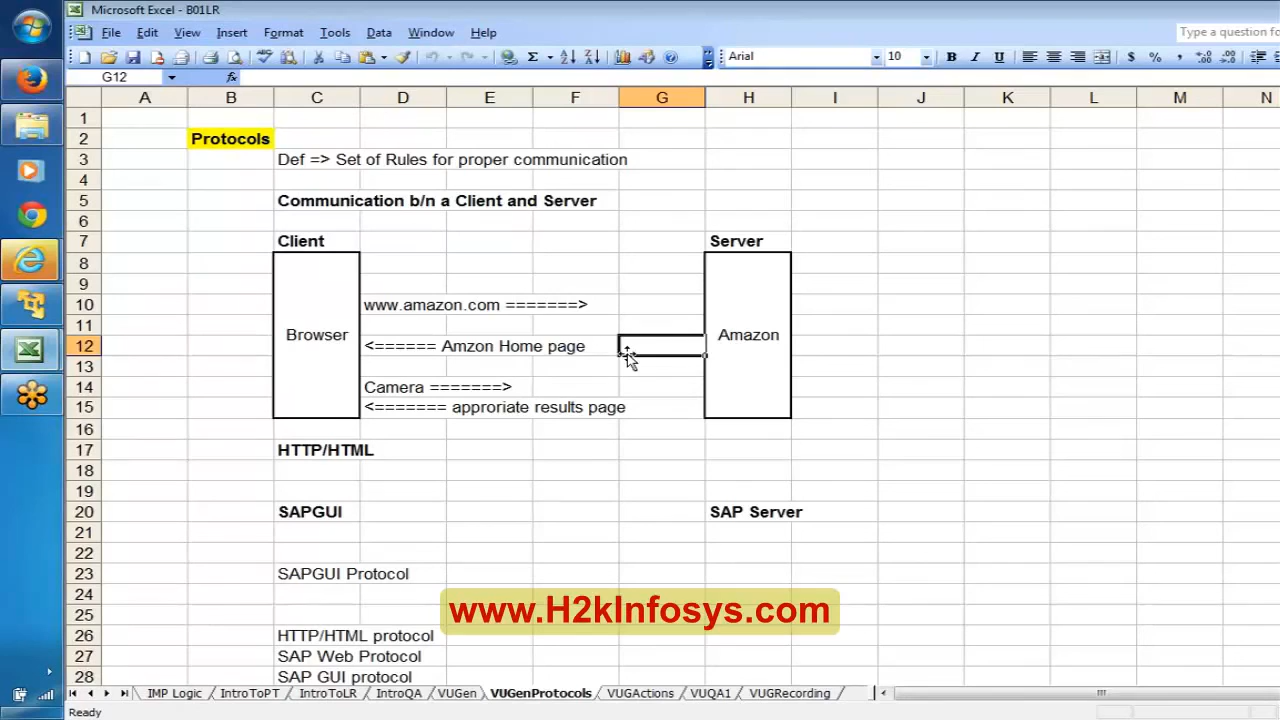 Microsoft Excel - B01LR
File Edit View Insert Format Tools Data Window Help
Type a question fo
Arial 10 B I U $ %
G12 fx
A B C D E F G H I J K L M N
1
2 Protocols
3 Def => Set of Rules for proper communication
4
5 Communication b/n a Client and Server
6
7 Client Server
8
9
10 www.amazon.com =======>
11
Browser Amazon
12 <====== Amzon Home page
13
14 Camera =======>
15 <======= approriate results page
16
17 HTTP/HTML
18
19
20 SAPGUI SAP Server
21
22
23 SAPGUI Protocol
24
www.H2kInfosys.com
25
26 HTTP/HTML protocol
27 SAP Web Protocol
28 SAP GUI protocol
IMP Logic IntroToPT IntroToLR IntroQA VUGen VUGenProtocols VUGActions VUQA1 VUGRecording
Ready